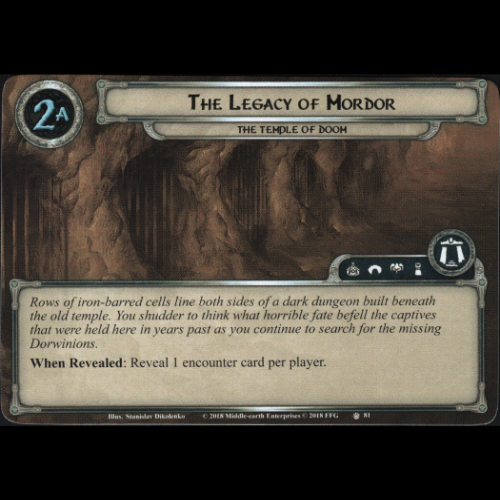 2A
The Legacy of Mordor
The Temple of Doom
Rows of iron-barred cells line both sides of a dark dungeon built beneath
the old temple. You shudder to think what horrible fate befell the captives
that were held here in years past as you continue to search for the missing
Dorwinions.
When Revealed: Reveal 1 encounter card per player.
Illus. Stanislav Dikolenko © 2018 Middle-earth Enterprises © 2018 FFG 81